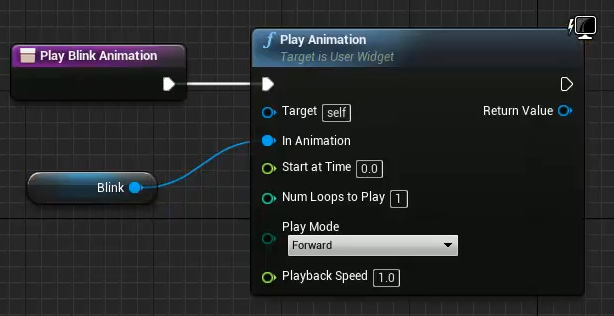 Play Blink Animation
Play Animation
Target is User Widget
Target self
Return Value
In Animation
Start at Time 0.0
Blink
Num Loops to Play 1
Play Mode
Forward
Playback Speed 1.0